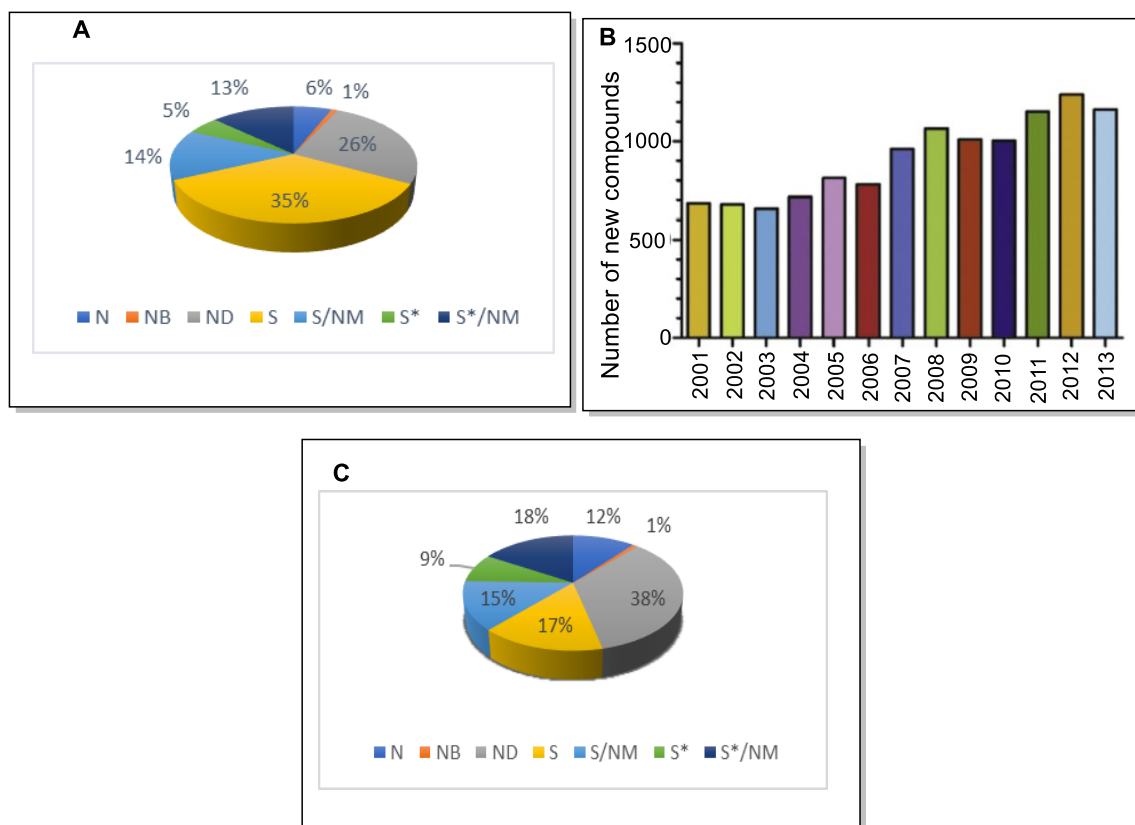 A
13%
6%
1%
5%
26%
14%
35%
N NB ND S S/NM S* S*/NM
B
Number of new compounds
1500
1000
500
0
2001 2002 2003 2004 2005 2006 2007 2008 2009 2010 2011 2012 2013
C
18%
12%
1%
9%
15%
38%
17%
N NB ND S S/NM S* S*/NM